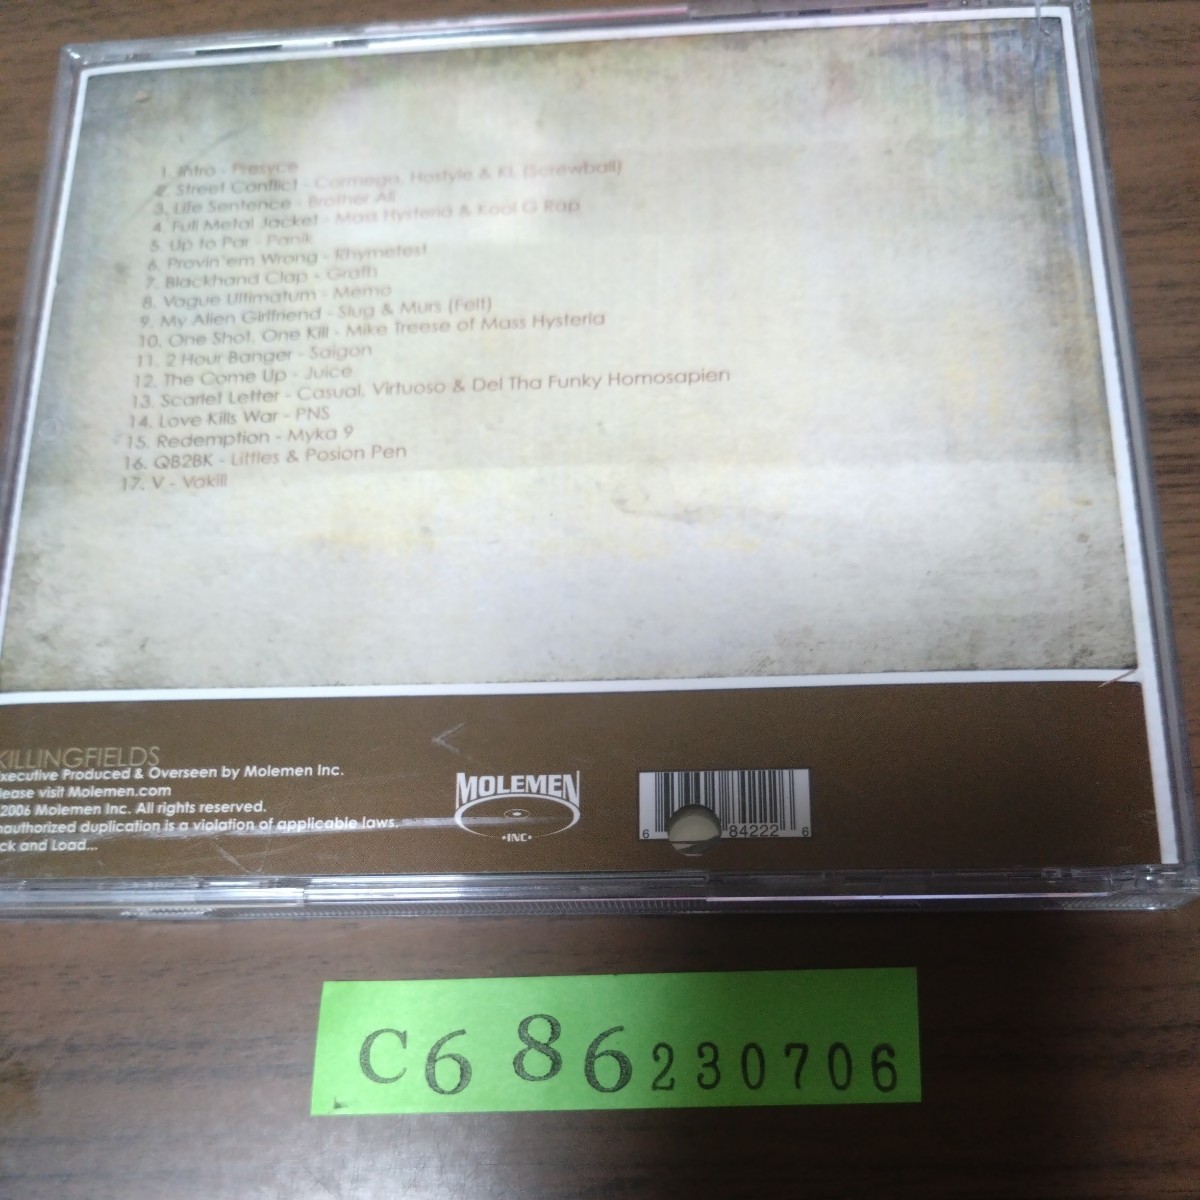 1. Intro - Presyce
2. Street Conflict - Cormega, Hostyle & KL (Screwball)
3. Life Sentence - Brother Ali
4. Full Metal Jacket - Mass Hysteria & Kool G Rap
5. Up to Par - Panik
6. Provin'em Wrong - Rhymefest
7. Blackhand Clap - Grafh
8. Vague Ultimatum - Memo
9. My Alien Girlfriend - Slug & Murs (Felt)
10. One Shot, One Kill - Mike Treese of Mass Hysteria
11. 2 Hour Banger - Saigon
12. The Come Up - Juice
13. Scarlet Letter - Casual, Virtuoso & Del Tha Funky Homosapien
14. Love Kills War - PNS
15. Redemption - Myka 9
16. QB2BK - Littles & Posion Pen
17. V - Vakill
KILLINGFIELDS
xecutive Produced & Overseen by Molemen Inc.
lease visit Molemen.com
2006 Molemen Inc. All rights reserved.
nauthorized duplication is a violation of applicable laws.
ck and Load...
MOLEMEN
•INC•
6 84222 6
C686230706